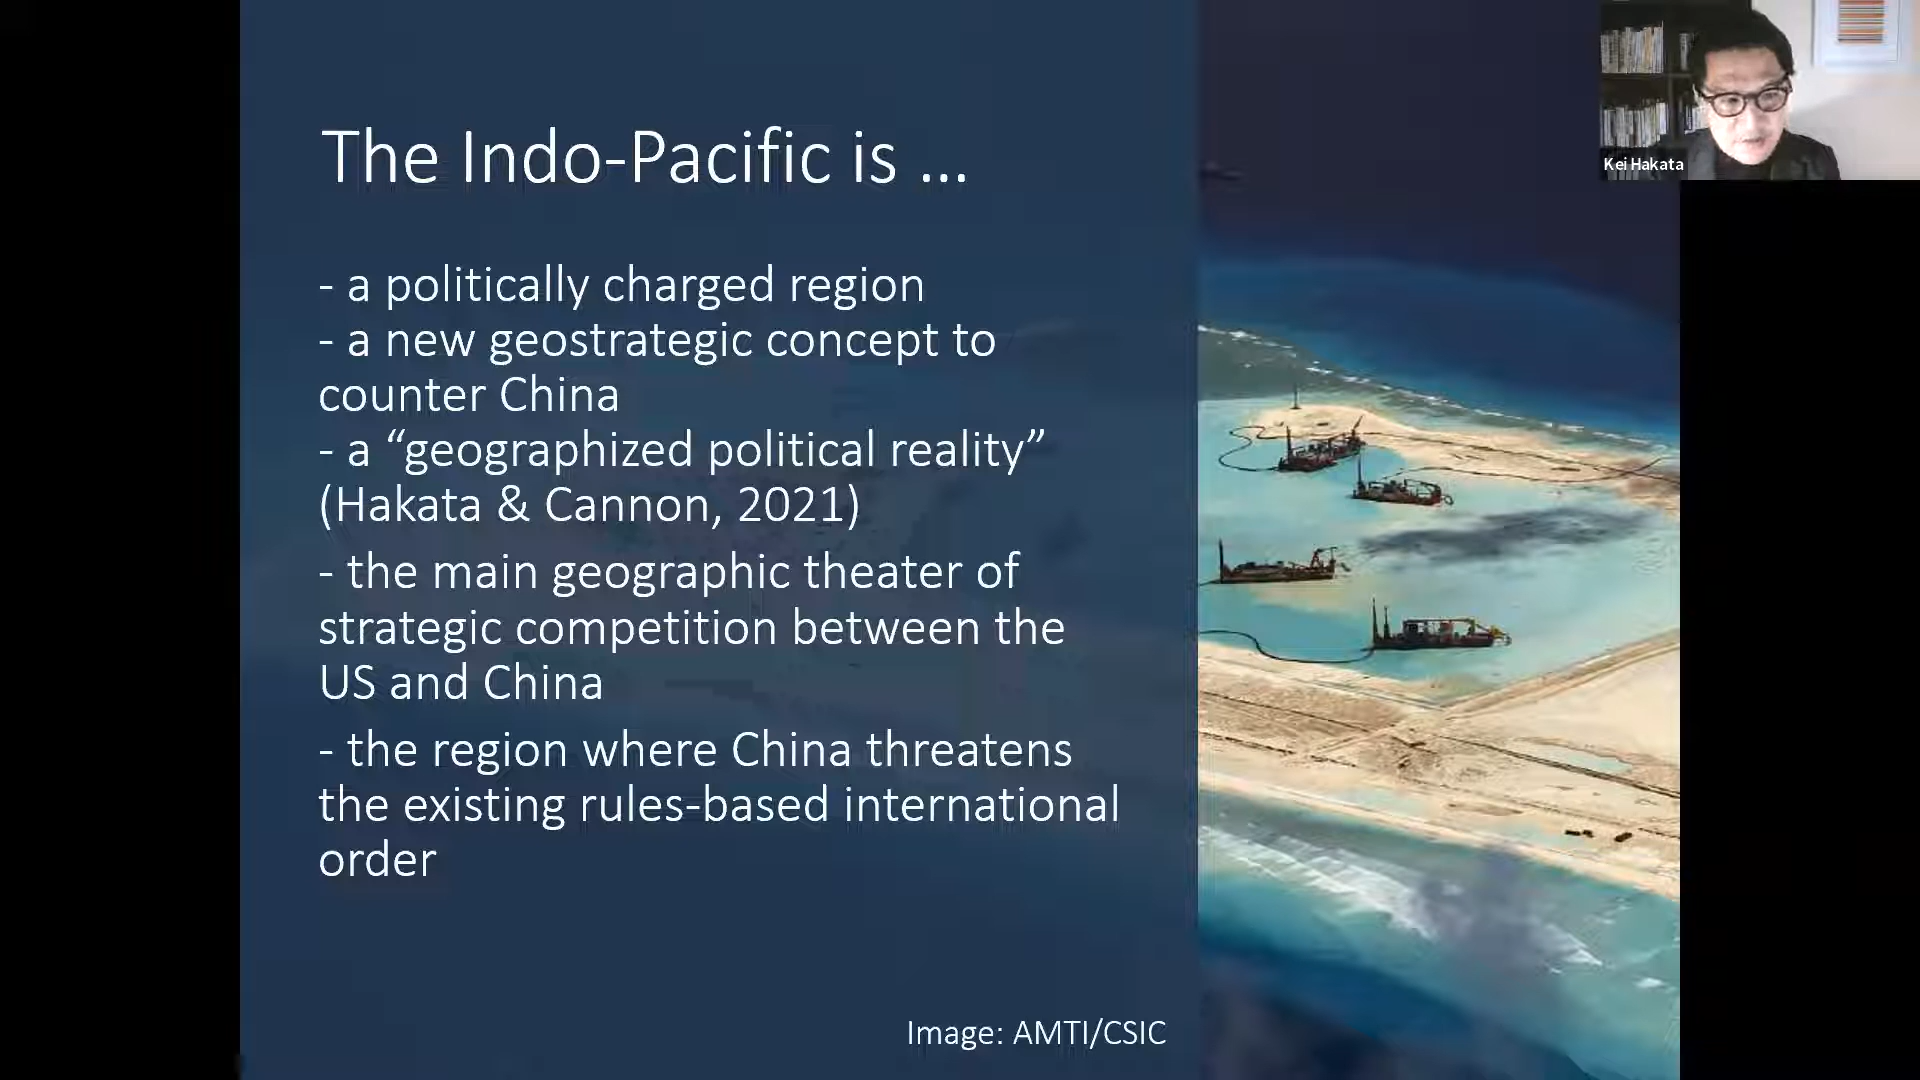 The Indo-Pacific is ...
- a politically charged region
- a new geostrategic concept to
counter China
- a “geographized political reality”
(Hakata & Cannon, 2021)
- the main geographic theater of
strategic competition between the
US and China
- the region where China threatens
the existing rules-based international
order
Image: AMTI/CSIC
Kei Hakata